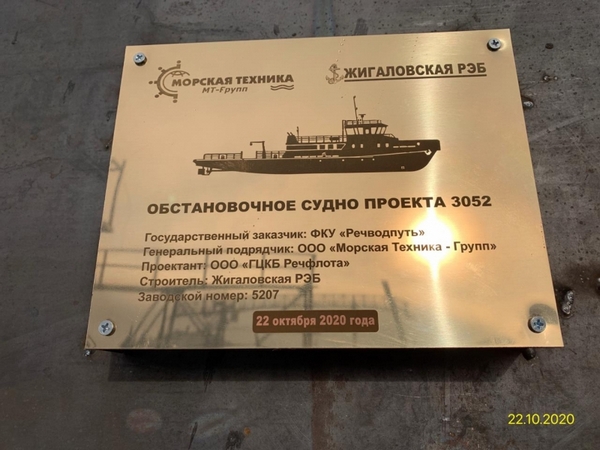 МОРСКАЯ ТЕХНИКА
МТ-Групп
ЖИГАЛОВСКАЯ РЭБ
ОБСТАНОВОЧНОЕ СУДНО ПРОЕКТА 3052
Государственный заказчик: ФКУ «Речводпуть»
Генеральный подрядчик: ООО «Морская Техника - Групп»
Проектант: ООО «ГЦКБ Речфлота»
Строитель: Жигаловская РЭБ
Заводской номер: 5207
22 октября 2020 года
22.10.2020